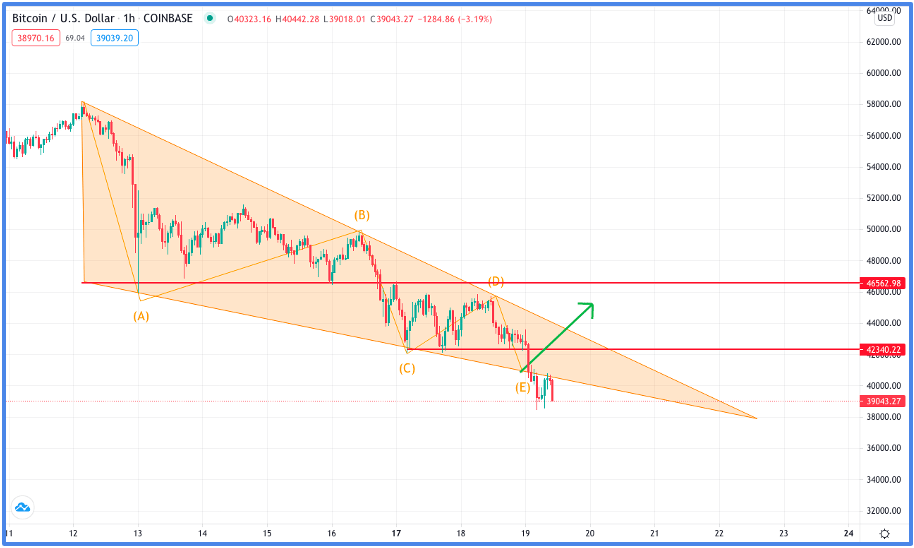 Bitcoin / U.S. Dollar · 1h · COINBASE O40323.16 H40442.28 L39018.01 C39043.27 −1284.86 (−3.19%)
38970.16 69.04 39039.20
USD
64000.00
62000.00
60000.00
58000.00
56000.00
54000.00
52000.00
50000.00
48000.00
46562.98
46000.00
44000.00
42340.22
42000.00
40000.00
39043.27
38000.00
36000.00
34000.00
32000.00
(B)
(D)
(A)
(C)
(E)
11 12 13 14 15 16 17 18 19 20 21 22 23 24